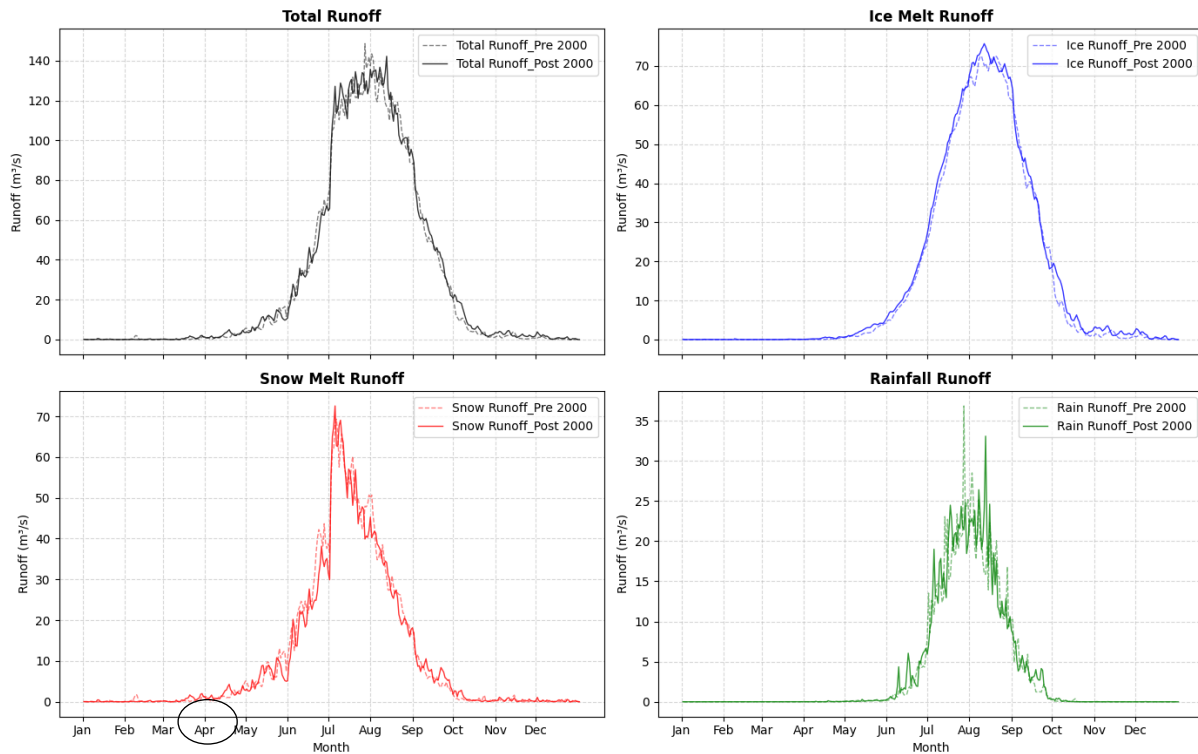 Total Runoff
Runoff (m³/s)
140
120
100
80
60
40
20
0
Total Runoff_Pre 2000
Total Runoff_Post 2000
Ice Melt Runoff
Runoff (m³/s)
70
60
50
40
30
20
10
0
Ice Runoff_Pre 2000
Ice Runoff_Post 2000
Snow Melt Runoff
Runoff (m³/s)
70
60
50
40
30
20
10
0
Snow Runoff_Pre 2000
Snow Runoff_Post 2000
Jan Feb Mar Apr May Jun Jul Aug Sep Oct Nov Dec
Month
Rainfall Runoff
Runoff (m³/s)
35
30
25
20
15
10
5
0
Rain Runoff_Pre 2000
Rain Runoff_Post 2000
Jan Feb Mar Apr May Jun Jul Aug Sep Oct Nov Dec
Month